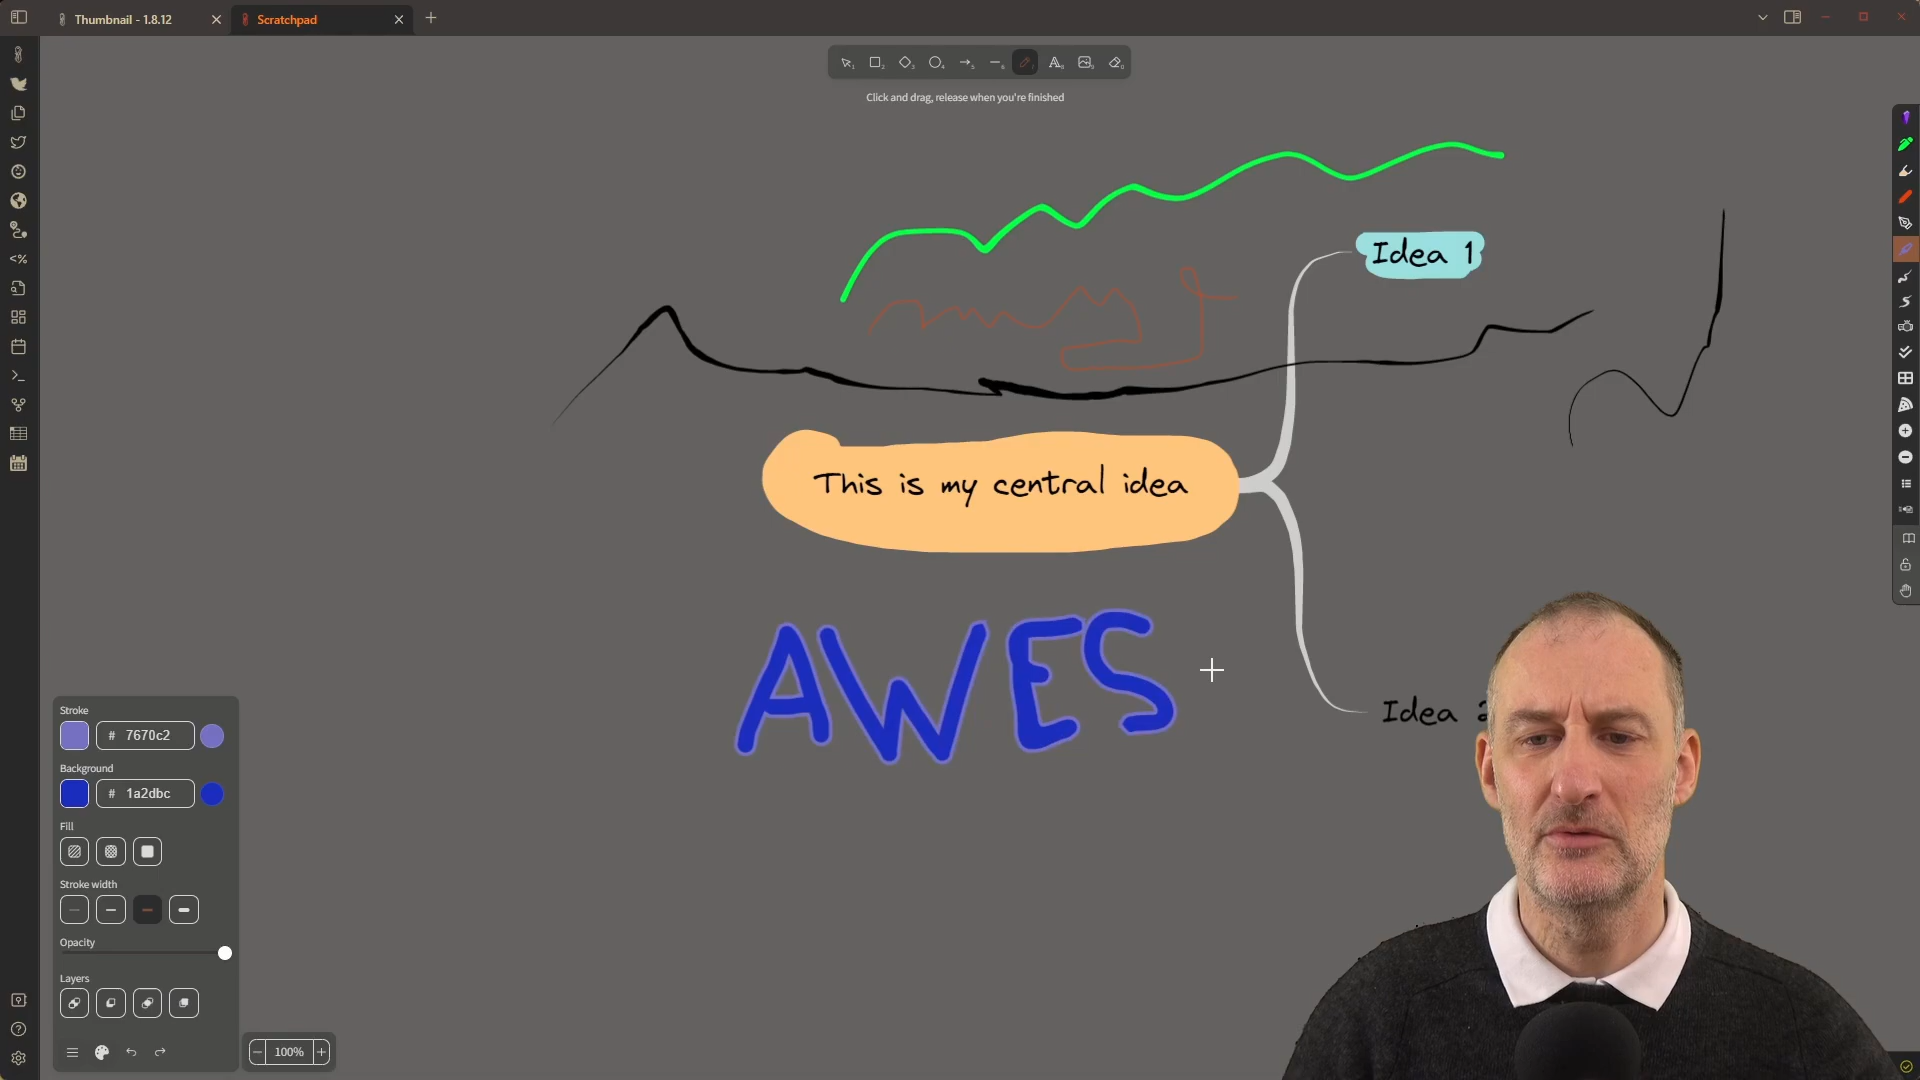 Thumbnail - 1.8.12
Scratchpad
Click and drag, release when you're finished
Idea 1
This is my central idea
AWES
Idea
Stroke
# 7670c2
Background
# 1a2dbc
Fill
Stroke width
Opacity
Layers
100%